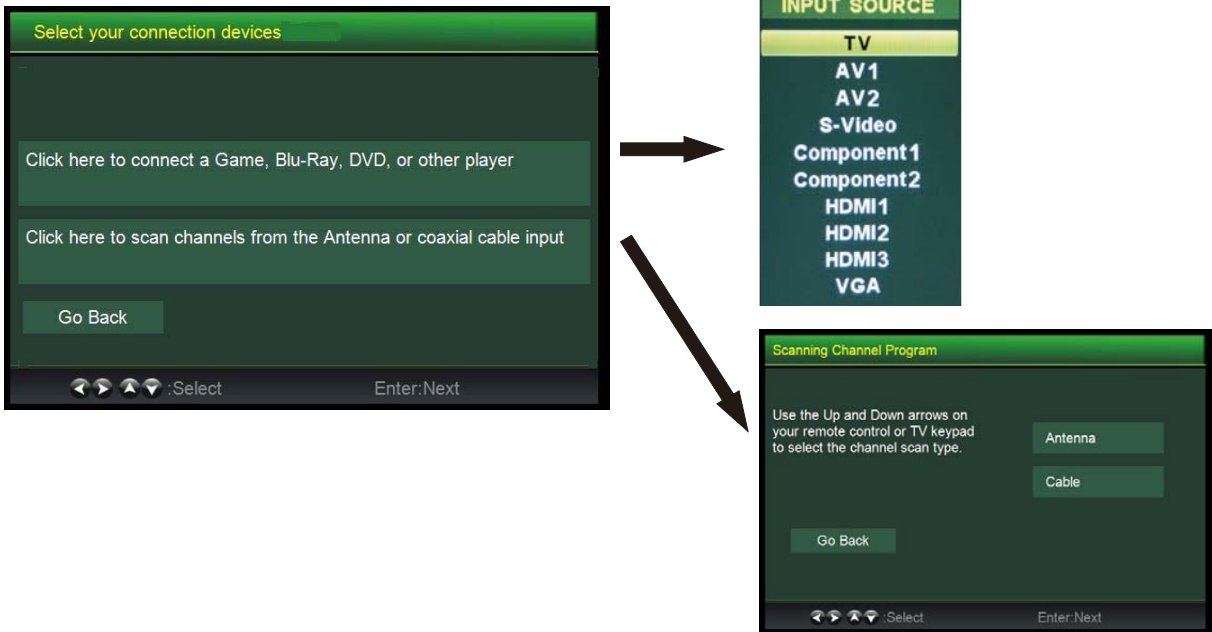 Select your connection devices
Click here to connect a Game, Blu-Ray, DVD, or other player
Click here to scan channels from the Antenna or coaxial cable input
Go Back
:Select Enter:Next
INPUT SOURCE
TV
AV1
AV2
S-Video
Component1
Component2
HDMI1
HDMI2
HDMI3
VGA
Scanning Channel Program
Use the Up and Down arrows on
your remote control or TV keypad
to select the channel scan type.
Antenna
Cable
Go Back
:Select Enter:Next